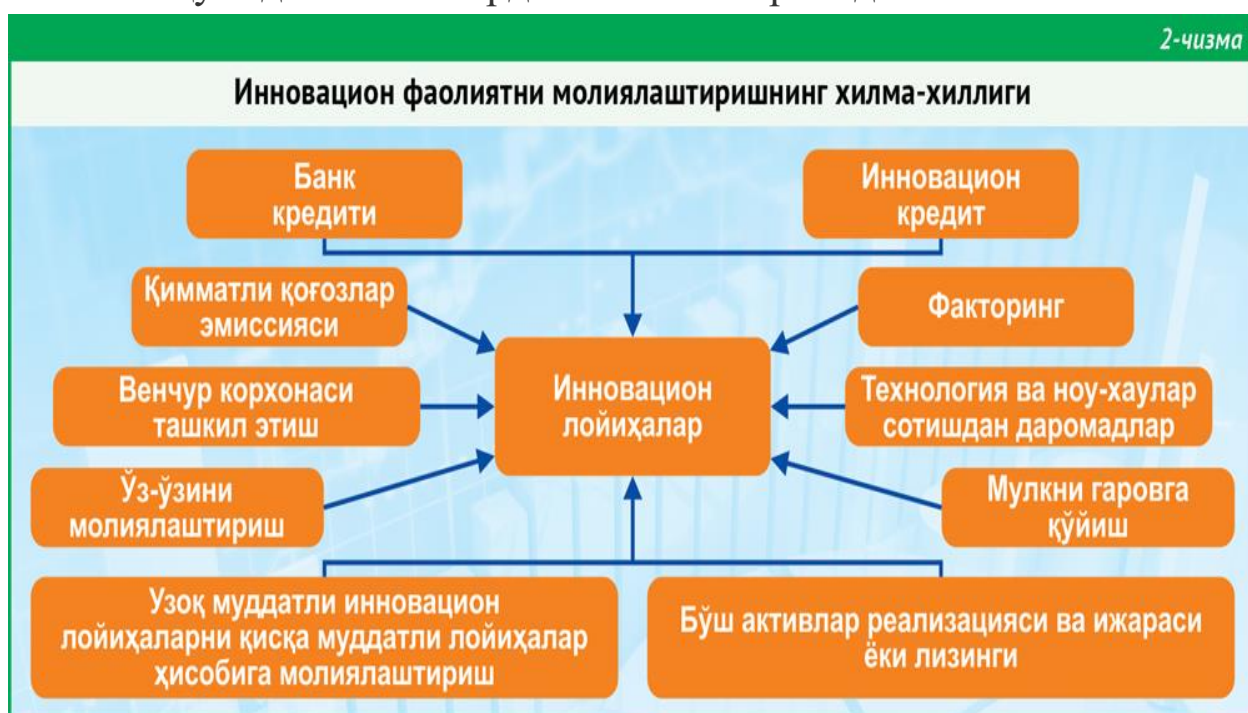 2-чизма
Инновацион фаолиятни молиялаштиришнинг хилма-хиллиги
Банк
кредити
Инновацион
кредит
Қимматли қоғозлар
эмиссияси
Факторинг
Венчур корхонаси
ташкил этиш
Инновацион
лойиҳалар
Технология ва ноу-хаулар
сотишдан даромадлар
Ўз-ўзини
молиялаштириш
Мулкни гаровга
қўйиш
Узоқ муддатли инновацион
лойиҳаларни қисқа муддатли лойиҳалар
ҳисобига молиялаштириш
Бўш активлар реализацияси ва ижараси
ёки лизинги